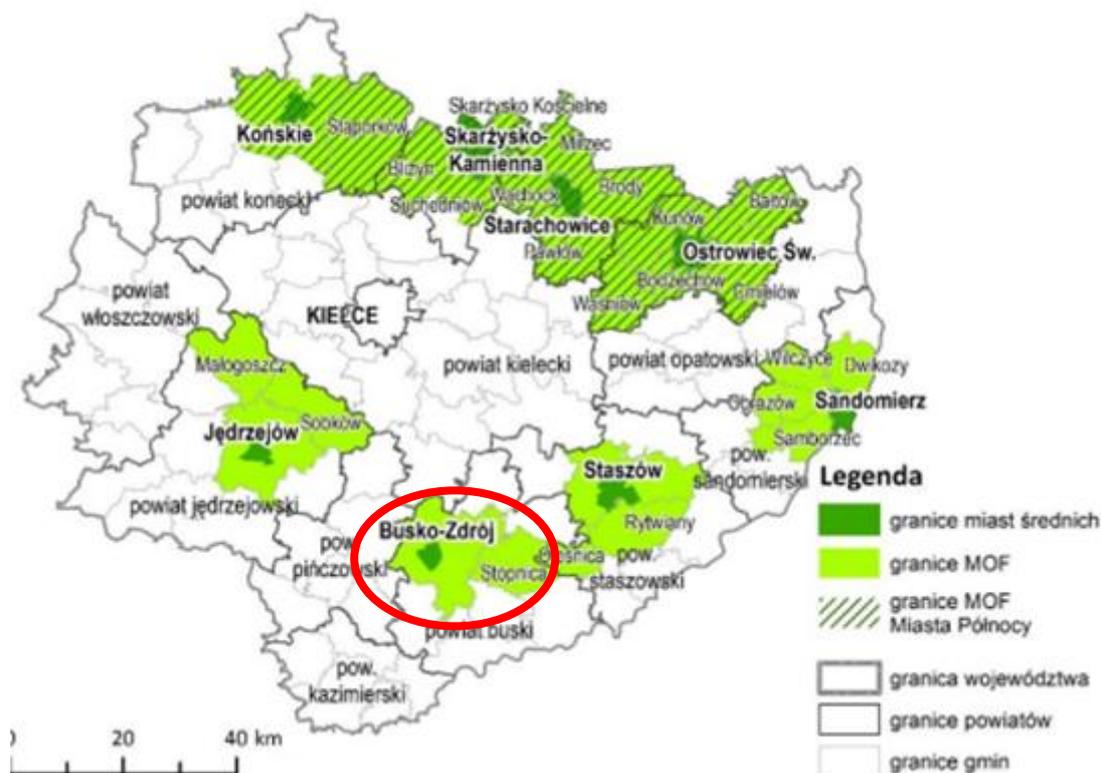 Skarżysko Kościelne
Końskie
Stąporków
Skarżysko-
Kamienna
Mirzec
Bliżyn
Wąchock
Brody
powiat konecki
Suchedniów
Kunów
Bałtów
Starachowice
Ostrowiec Św.
Pawłów
Bodzechów
powiat
włoszczowski
Waśniów
Ćmielów
KIELCE
Małogoszcz
powiat kielecki
powiat opatowski
Wilczyce
Dwikozy
Obrazów
Sandomierz
Sobków
Jędrzejów
Samborzec
Staszów
pow.
sandomierski
powiat jędrzejowski
Rytwiany
Busko-Zdrój
pow.
pińczowski
Oleśnica
Stopnica
pow.
staszowski
powiat buski
pow.
kazimierski
Legenda
granice miast średnich
granice MOF
granice MOF
Miasta Północy
granica województwa
granice powiatów
granice gmin
0 20 40 km